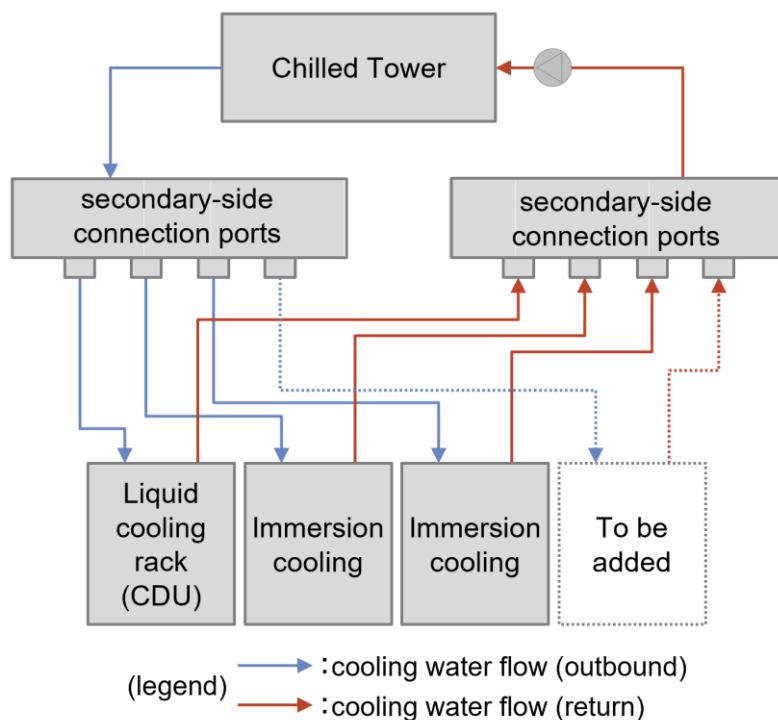 Chilled Tower
secondary-side
connection ports
secondary-side
connection ports
Liquid
cooling
rack
(CDU)
Immersion
cooling
Immersion
cooling
To be
added
(legend)
:cooling water flow (outbound)
:cooling water flow (return)